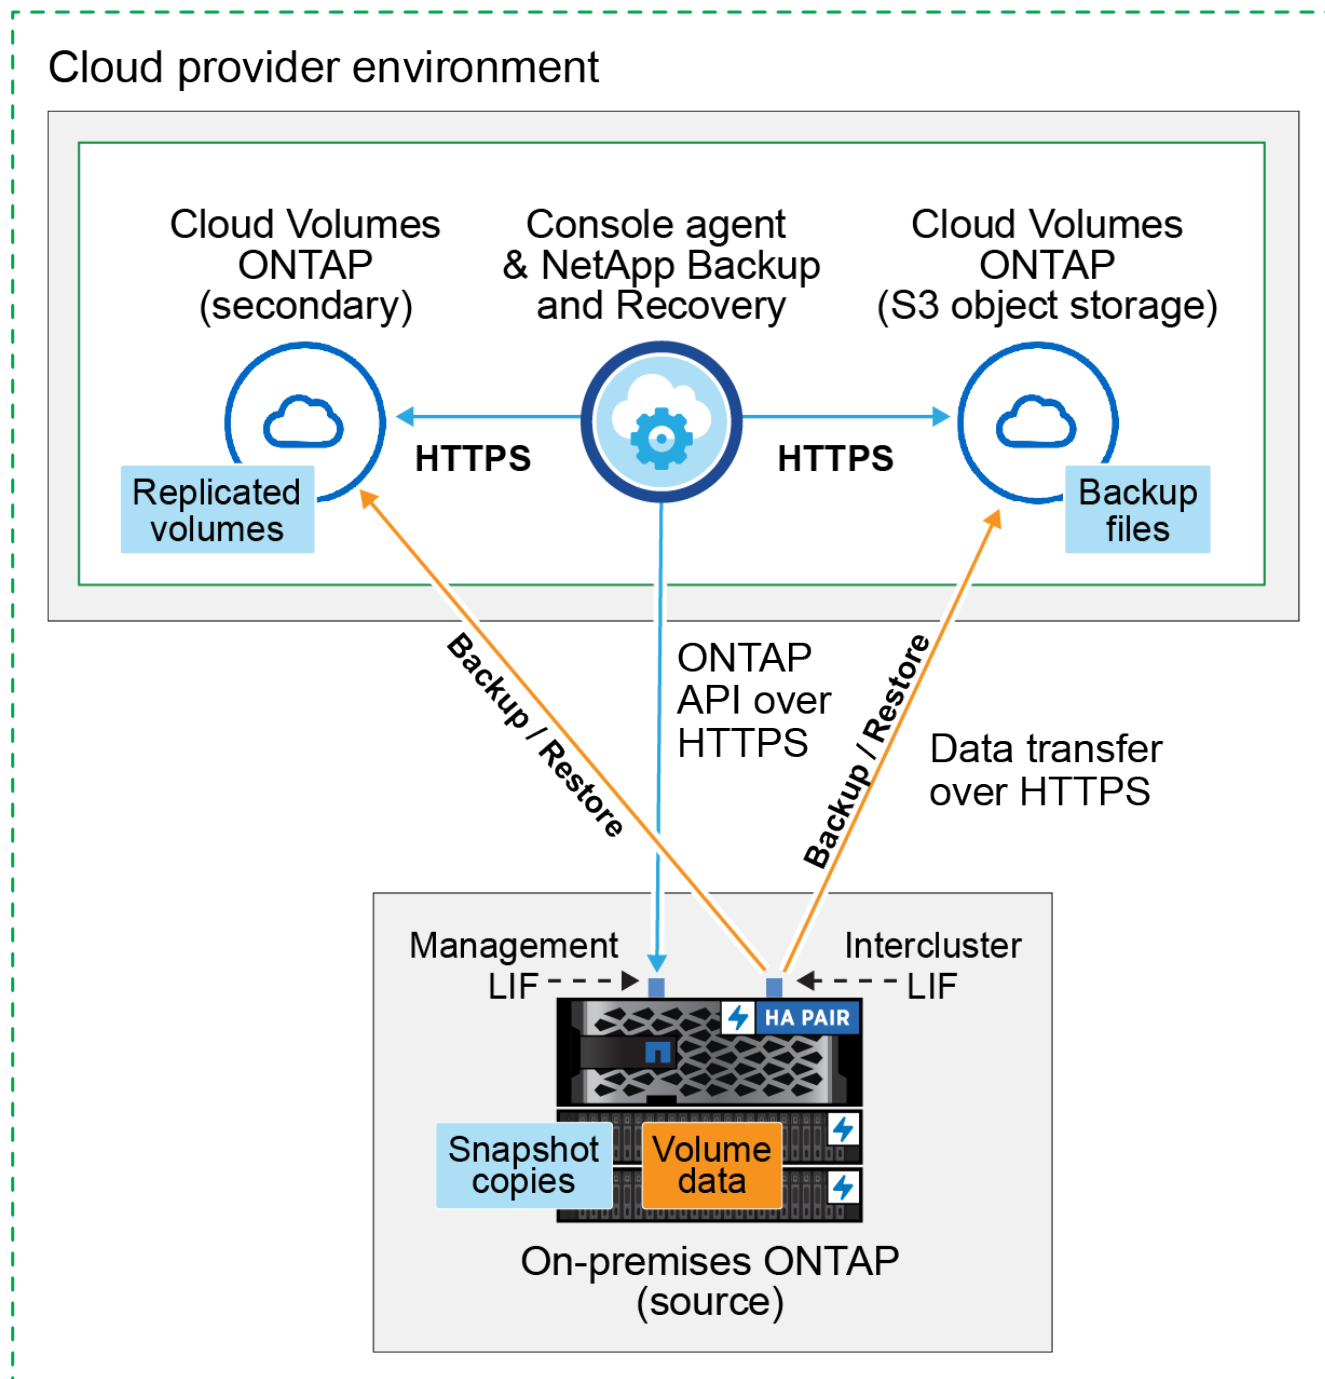 Cloud provider environment
Cloud Volumes
ONTAP
(secondary)
Console agent
& NetApp Backup
and Recovery
Cloud Volumes
ONTAP
(S3 object storage)
HTTPS
HTTPS
Replicated
volumes
Backup
files
Backup / Restore
ONTAP
API over
HTTPS
Backup / Restore
Data transfer
over HTTPS
Management
LIF
Intercluster
LIF
HA PAIR
Snapshot
copies
Volume
data
On-premises ONTAP
(source)